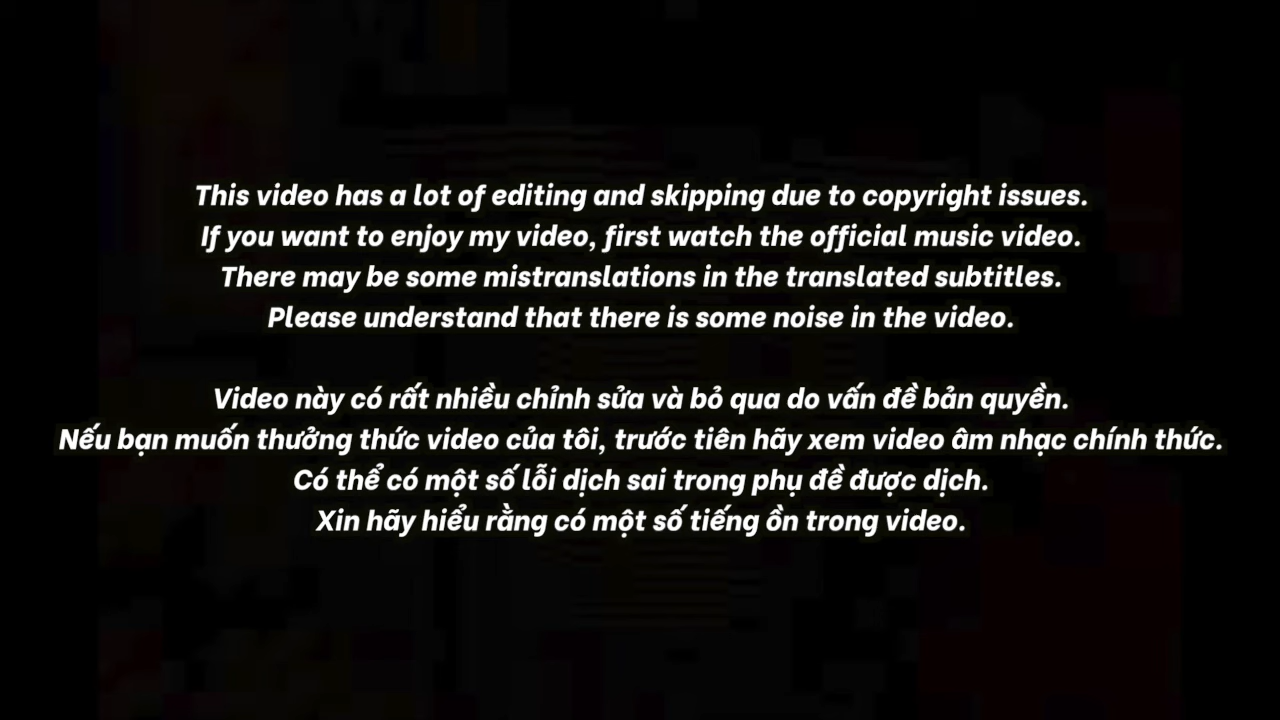 This video has a lot of editing and skipping due to copyright issues.
If you want to enjoy my video, first watch the official music video.
There may be some mistranslations in the translated subtitles.
Please understand that there is some noise in the video.
Video này có rất nhiều chỉnh sửa và bỏ qua do vấn đề bản quyền.
Nếu bạn muốn thưởng thức video của tôi, trước tiên hãy xem video âm nhạc chính thức.
Có thể có một số lỗi dịch sai trong phụ đề được dịch.
Xin hãy hiểu rằng có một số tiếng ồn trong video.